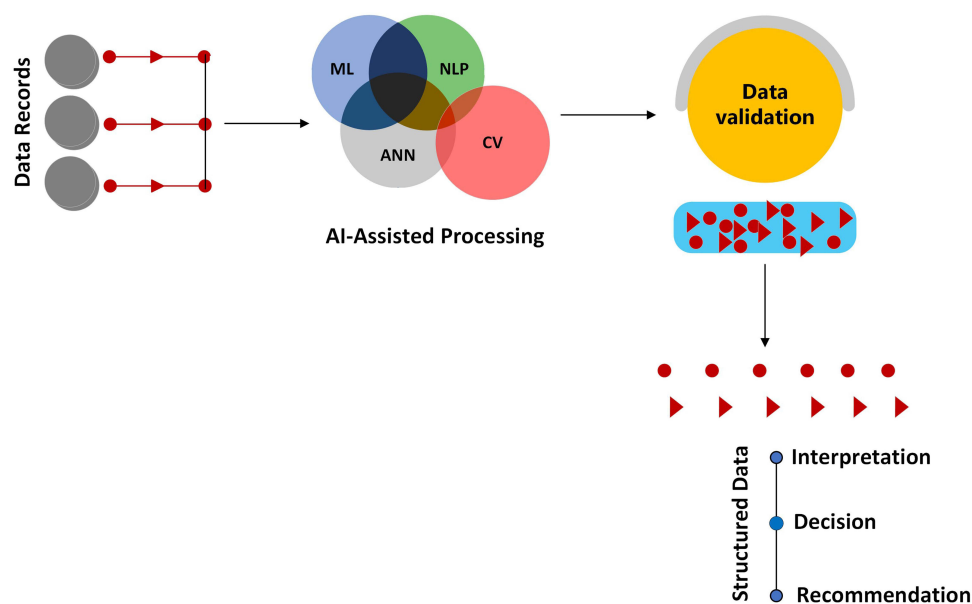 Data Records
ML
NLP
ANN
CV
AI-Assisted Processing
Data
validation
Structured Data
Interpretation
Decision
Recommendation